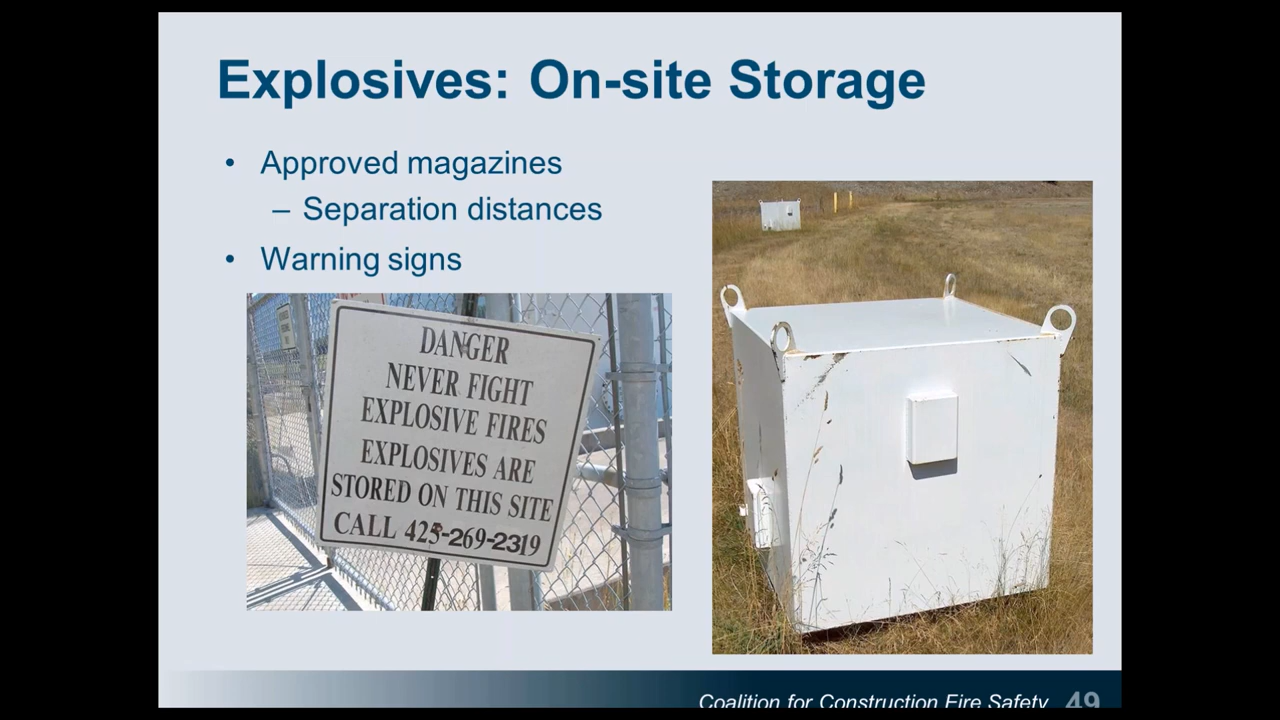 Explosives: On-site Storage
• Approved magazines
– Separation distances
• Warning signs
DANGER
NEVER FIGHT
EXPLOSIVE FIRES
EXPLOSIVES ARE
STORED ON THIS SITE
CALL 425-269-2319
Coalition for Construction Fire Safety 49